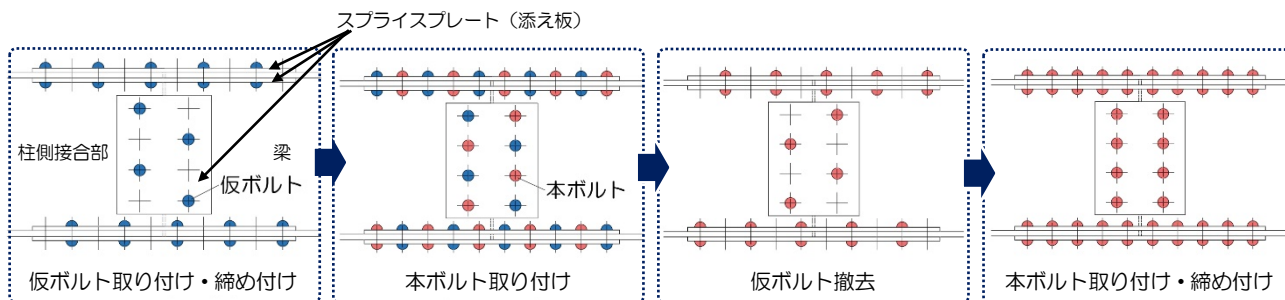 スプライスプレート（添え板）
柱側接合部
梁
仮ボルト
本ボルト
仮ボルト取り付け・締め付け
本ボルト取り付け
仮ボルト撤去
本ボルト取り付け・締め付け